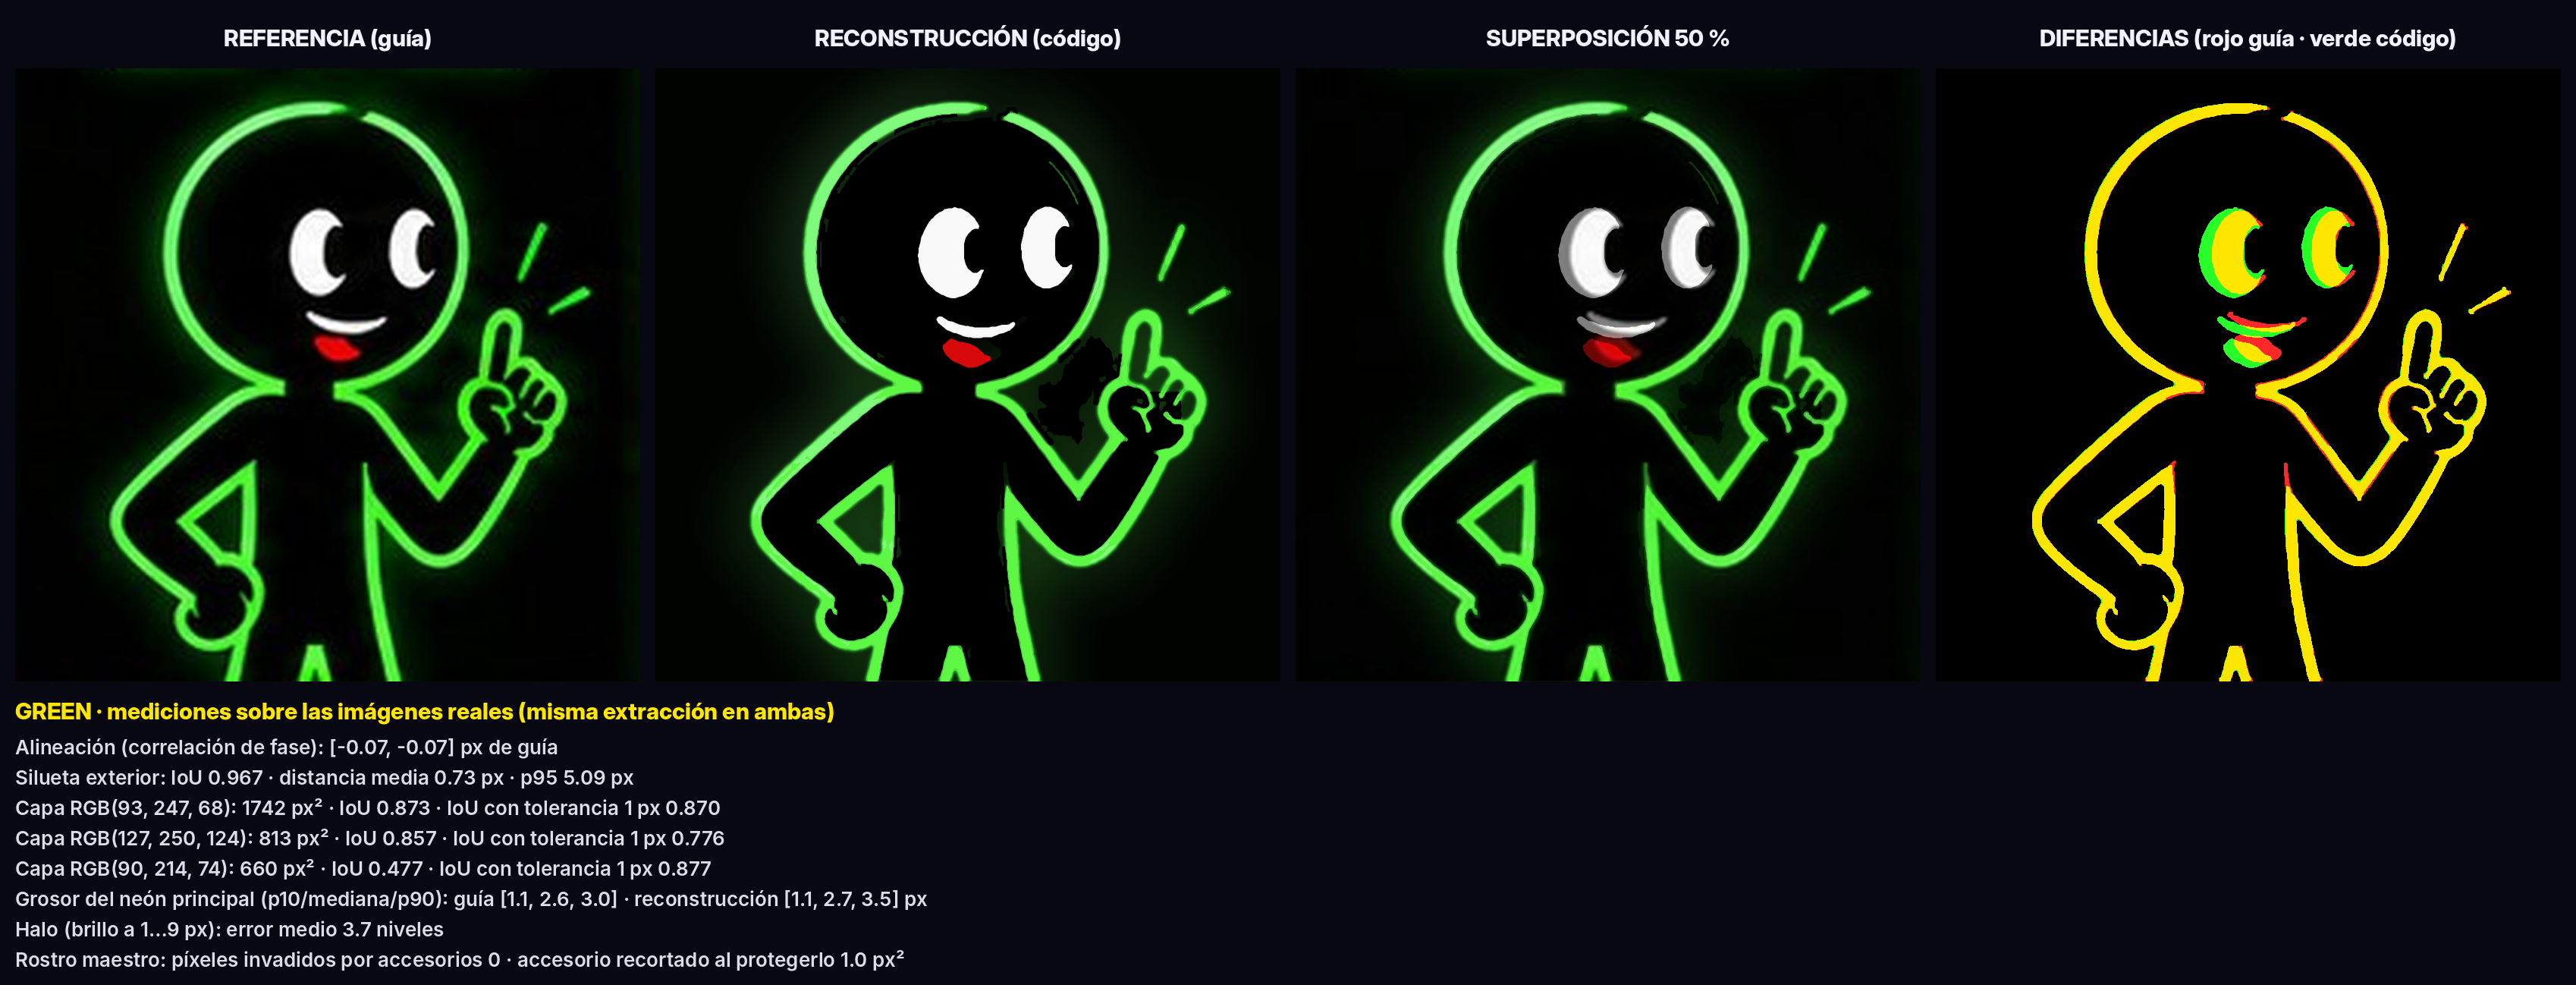 REFERENCIA (guía)
RECONSTRUCCIÓN (código)
SUPERPOSICIÓN 50 %
DIFERENCIAS (rojo guía · verde código)
GREEN · mediciones sobre las imágenes reales (misma extracción en ambas)
Alineación (correlación de fase): [-0.07, -0.07] px de guía
Silueta exterior: IoU 0.967 · distancia media 0.73 px · p95 5.09 px
Capa RGB(93, 247, 68): 1742 px² · IoU 0.873 · IoU con tolerancia 1 px 0.870
Capa RGB(127, 250, 124): 813 px² · IoU 0.857 · IoU con tolerancia 1 px 0.776
Capa RGB(90, 214, 74): 660 px² · IoU 0.477 · IoU con tolerancia 1 px 0.877
Grosor del neón principal (p10/mediana/p90): guía [1.1, 2.6, 3.0] · reconstrucción [1.1, 2.7, 3.5] px
Halo (brillo a 1…9 px): error medio 3.7 niveles
Rostro maestro: píxeles invadidos por accesorios 0 · accesorio recortado al protegerlo 1.0 px²